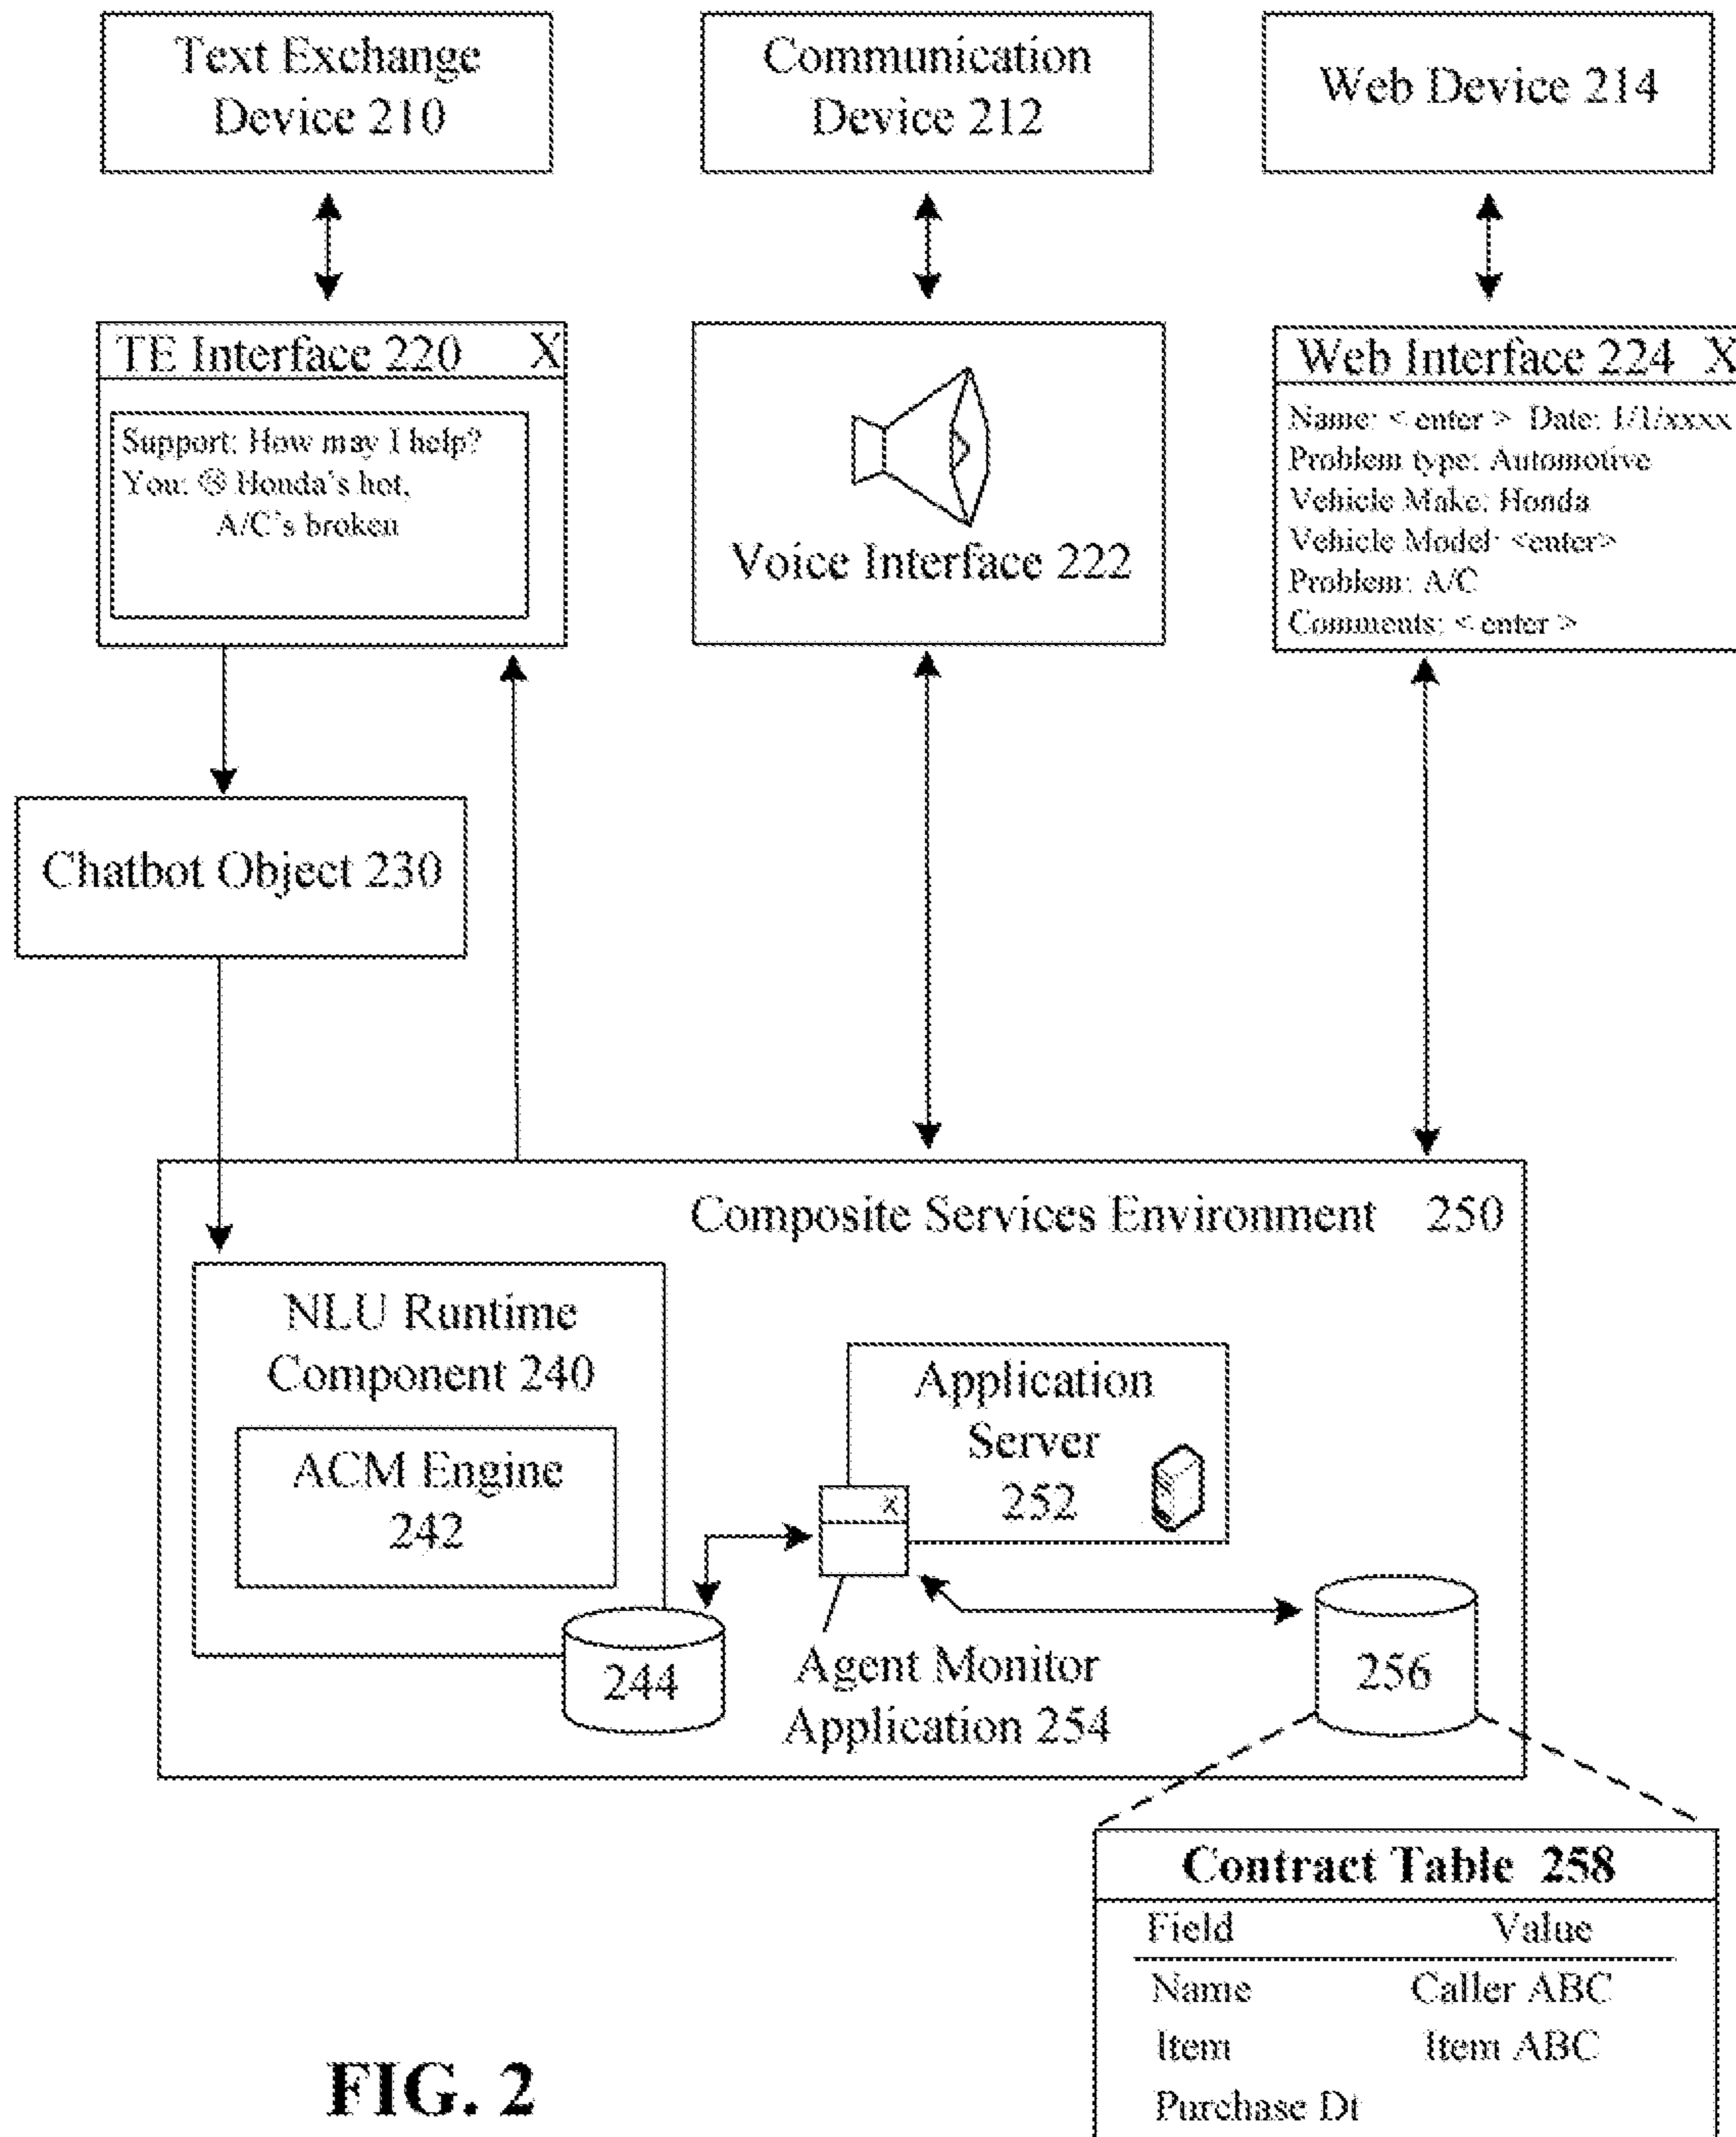 Text Exchange
Device 210
Communication
Device 212
Web Device 214
TE Interface 220 X
Support: How may I help?
You: ☹ Honda's hot,
A/C's broken
Voice Interface 222
Web Interface 224 X
Name: < enter > Date: 1/1/xxxx
Problem type: Automotive
Vehicle Make: Honda
Vehicle Model: <enter>
Problem: A/C
Comments: < enter >
Chatbot Object 230
Composite Services Environment 250
NLU Runtime
Component 240
ACM Engine
242
244
Application
Server
252
X
Agent Monitor
Application 254
256
Contract Table 258
Field Value
Name Caller ABC
Item Item ABC
Purchase Dt
FIG. 2